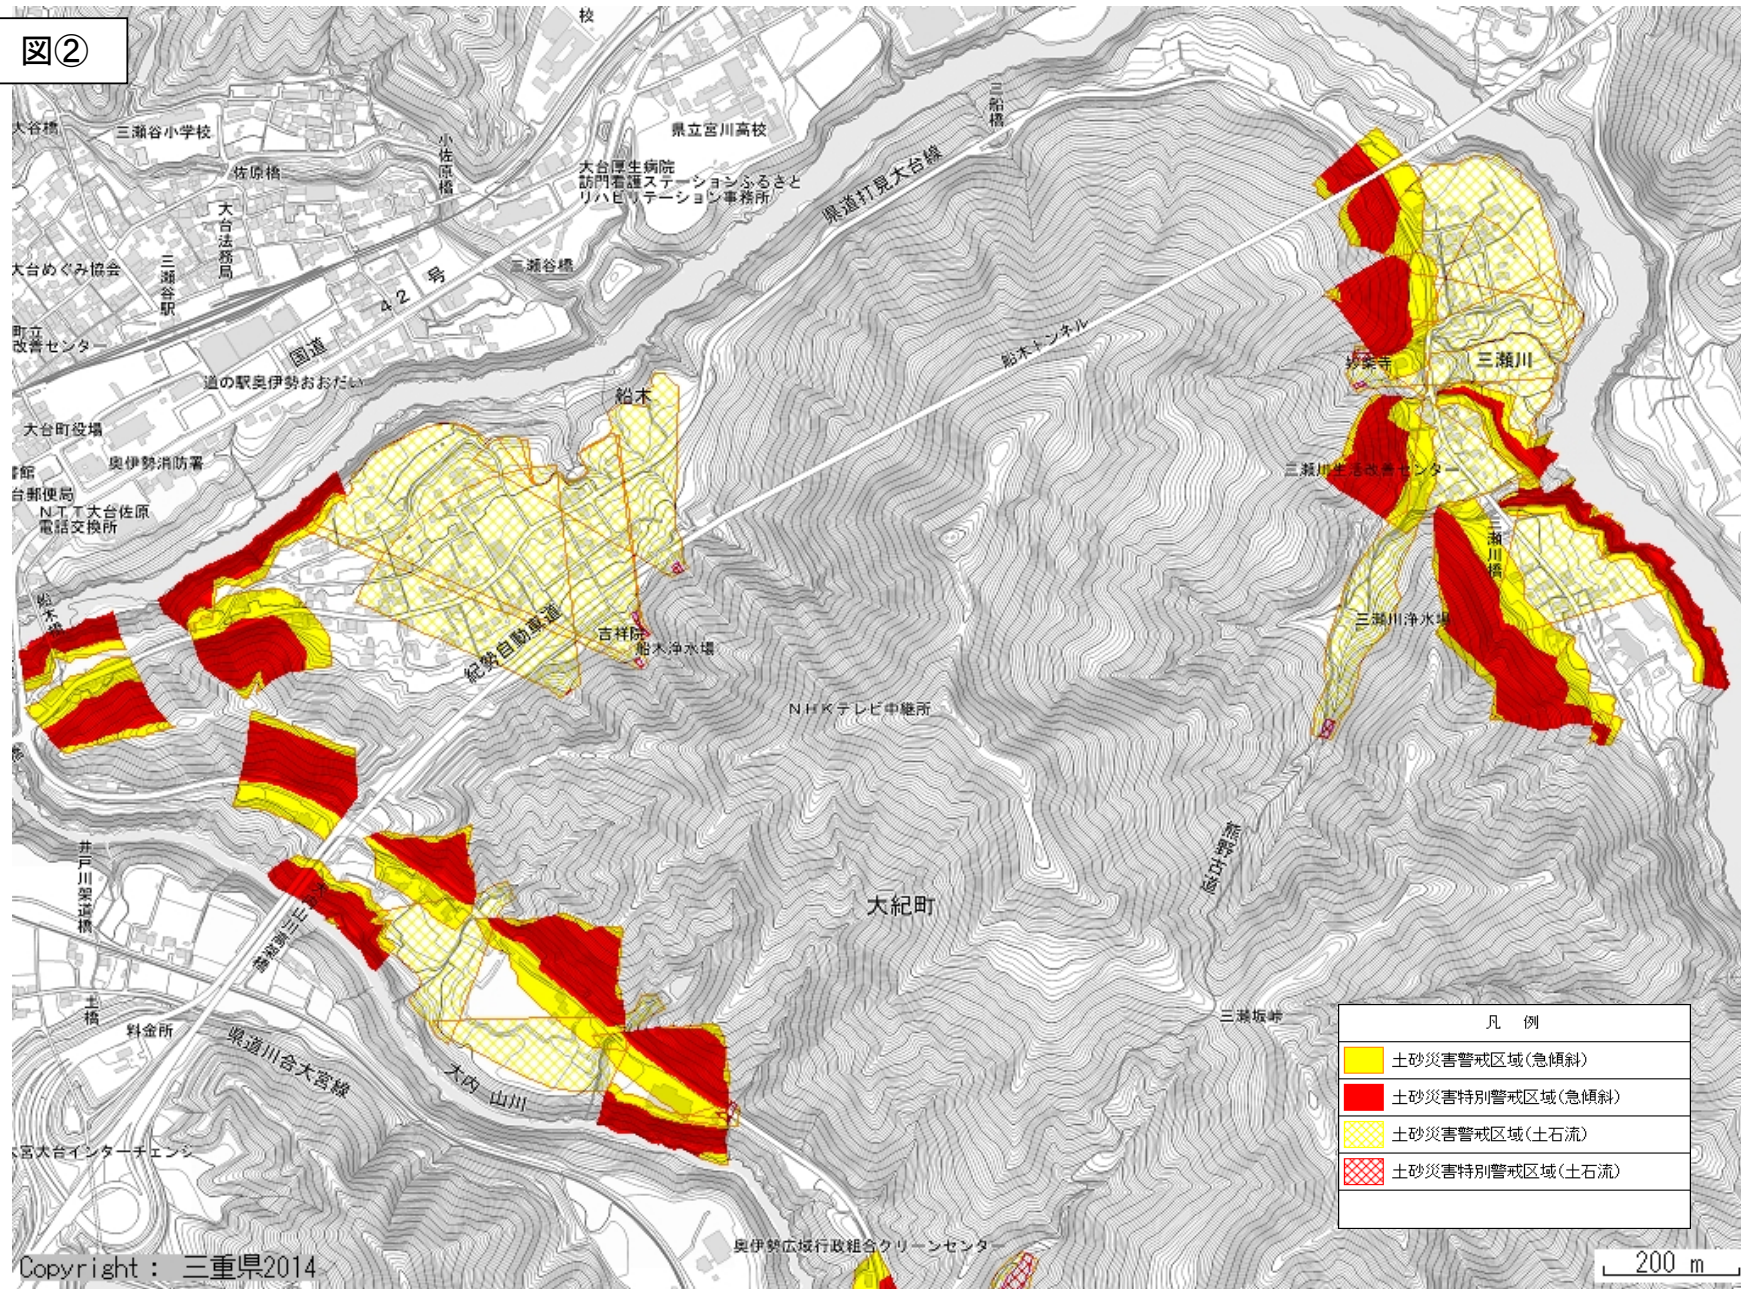 図②
校
大谷橋
三瀬谷小学校
佐原橋
小佐原橋
県立宮川高校
大台厚生病院
訪問看護ステーションふるさと
リハビリテーション事務所
三船橋
県道打見大台線
大台法務局
大台めぐみ協会
三瀬谷駅
三瀬谷橋
国道
42号
町立
改善センター
道の駅奥伊勢おおだい
船木トンネル
三瀬川
船木
大台町役場
奥伊勢消防署
台郵便局
NTT大台佐原
電話交換所
三瀬川生活改善センター
三瀬川橋
船木橋
三瀬川浄水場
吉祥院
船木浄水場
紀勢自動車道
NHKテレビ中継所
熊野古道
井戸川架道橋
大紀町
土橋
料金所
三瀬坂峠
県道川合大宮線
大内山川
宮大台インターチェンジ
奥伊勢広域行政組合クリーンセンター
凡例
土砂災害警戒区域(急傾斜)
土砂災害特別警戒区域(急傾斜)
土砂災害警戒区域(土石流)
土砂災害特別警戒区域(土石流)
Copyright : 三重県2014
200 m